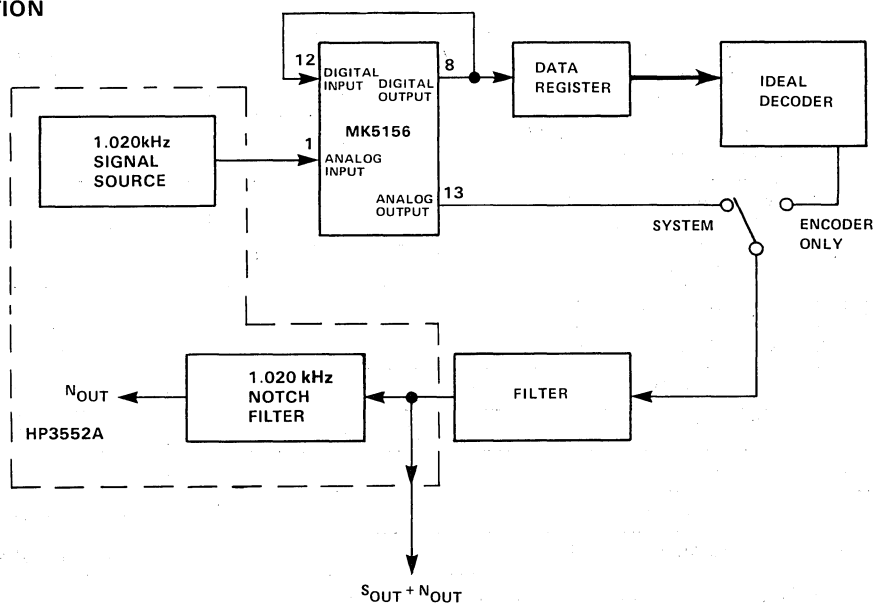 TION
12
DIGITAL
INPUT
DIGITAL
OUTPUT
8
MK5156
1
ANALOG
INPUT
ANALOG
OUTPUT
13
DATA
REGISTER
IDEAL
DECODER
1.020kHz
SIGNAL
SOURCE
SYSTEM
ENCODER
ONLY
1.020 kHz
NOTCH
FILTER
FILTER
NOUT
HP3552A
SOUT + NOUT